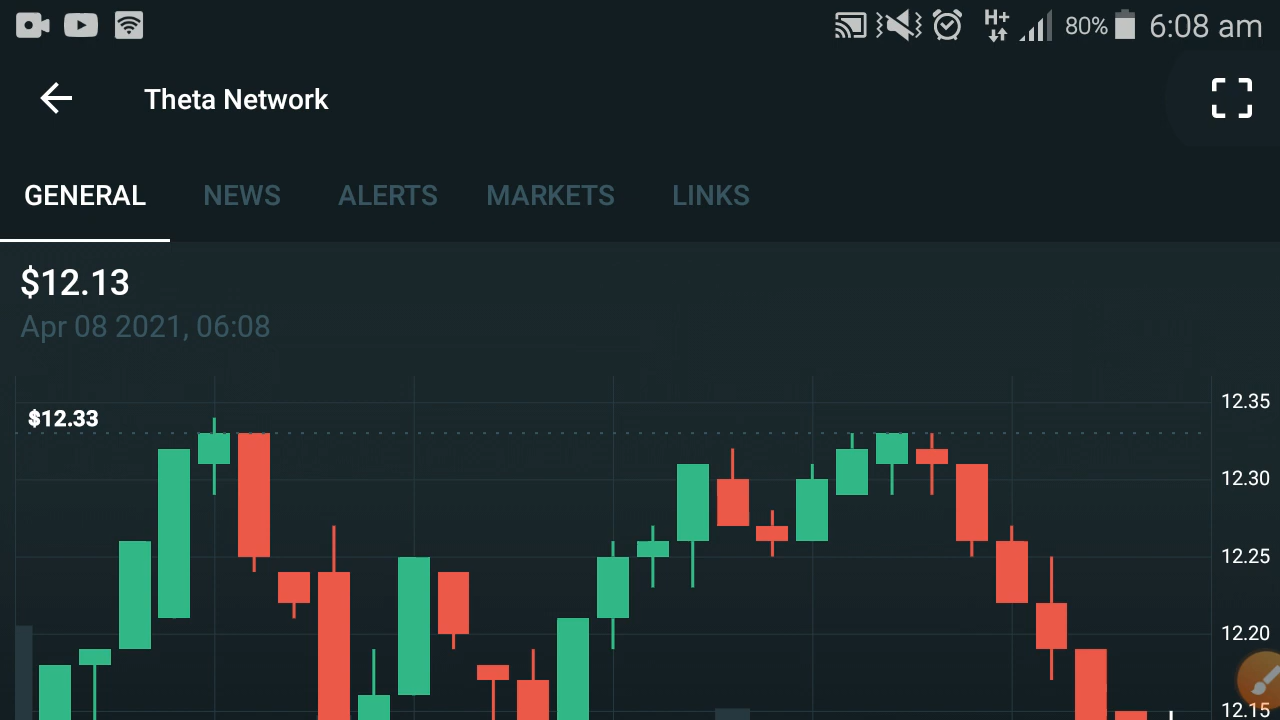 H+ 80% 6:08 am
Theta Network
GENERAL NEWS ALERTS MARKETS LINKS
$12.13
Apr 08 2021, 06:08
12.35
$12.33
12.30
12.25
12.20
12.15